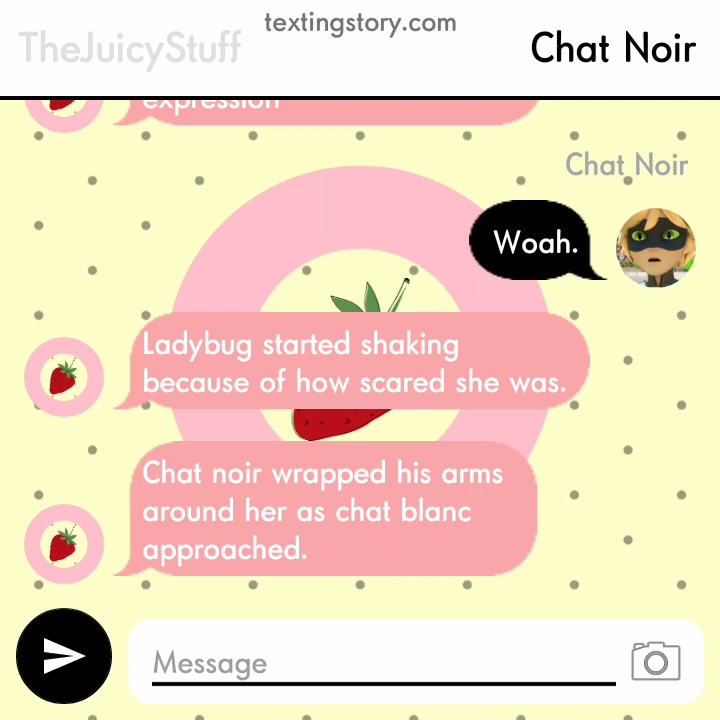 textingstory.com
TheJuicyStuff
Chat Noir
expression
Chat Noir
Woah.
Ladybug started shaking
because of how scared she was.
Chat noir wrapped his arms
around her as chat blanc
approached.
Message